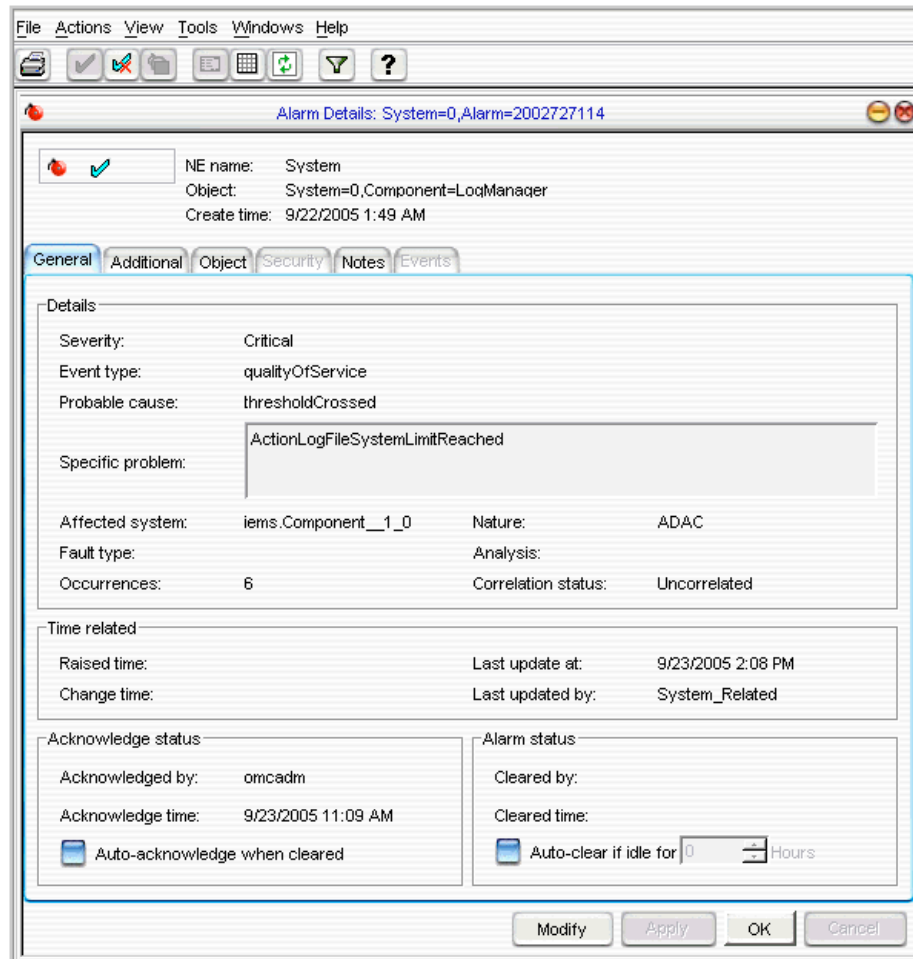 File Actions View Tools Windows Help
?
Alarm Details: System=0,Alarm=2002727114
NE name: System
Object: System=0,Component=LogManager
Create time: 9/22/2005 1:49 AM
General Additional Object Security Notes Events
Details
Severity: Critical
Event type: qualityOfService
Probable cause: thresholdCrossed
Specific problem: ActionLogFileSystemLimitReached
Affected system: iems.Component__1_0 Nature: ADAC
Fault type: Analysis:
Occurrences: 6 Correlation status: Uncorrelated
Time related
Raised time: Last update at: 9/23/2005 2:08 PM
Change time: Last updated by: System_Related
Acknowledge status Alarm status
Acknowledged by: omcadm Cleared by:
Acknowledge time: 9/23/2005 11:09 AM Cleared time:
Auto-acknowledge when cleared Auto-clear if idle for 0 Hours
Modify Apply OK Cancel